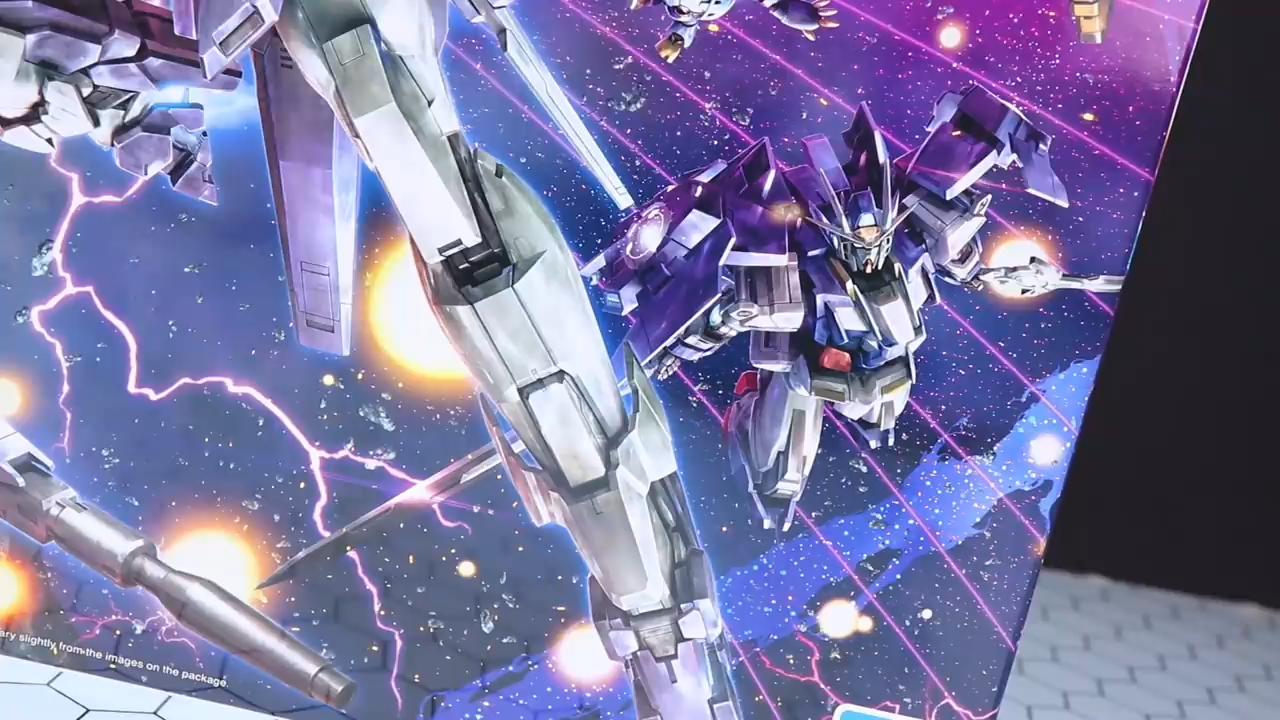 ary slightly from the images on the package.